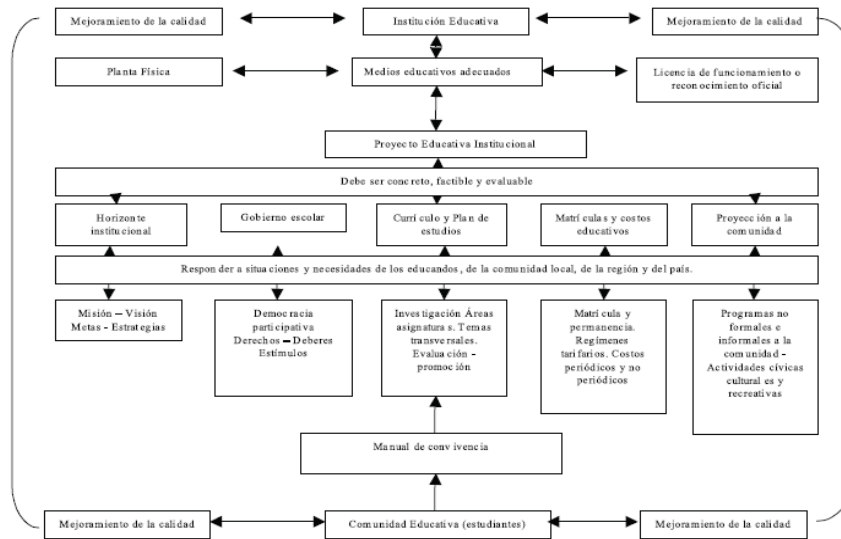 Mejoramiento de la calidad
Institución Educativa
Mejoramiento de la calidad
Planta Física
Medios educativos adecuados
Licencia de funcionamiento o
reconocimiento oficial
Proyecto Educativa Institucional
Debe ser concreto, factible y evaluable
Horizonte
institucional
Gobierno escolar
Currículo y Plan de
estudios
Matrículas y costos
educativos
Proyección a la
comunidad
Responder a situaciones y necesidades de los educandos, de la comunidad local, de la región y del país.
Misión – Visión
Metas - Estrategias
Democracia
participativa
Derechos – Deberes
Estímulos
Investigación Áreas
asignatura s. Temas
transversales.
Evaluación -
promoción
Matrícula y
permanencia.
Regímenes
tarifarios. Costos
periódicos y no
periódicos
Programas no
formales e
informales a la
comunidad -
Actividades cívicas
cultural es y
recreativas
Manual de convivencia
Mejoramiento de la calidad
Comunidad Educativa (estudiantes)
Mejoramiento de la calidad